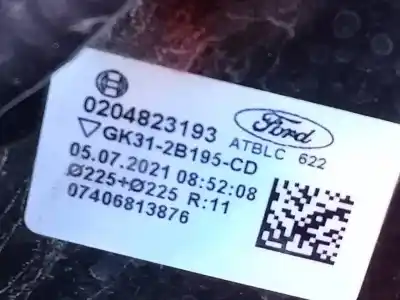 0204823193
Ford
▽GK31-2B195-CD
ATBLC 622
05.07.2021 08:52:08
Ø225+Ø225 R:11
07406813876